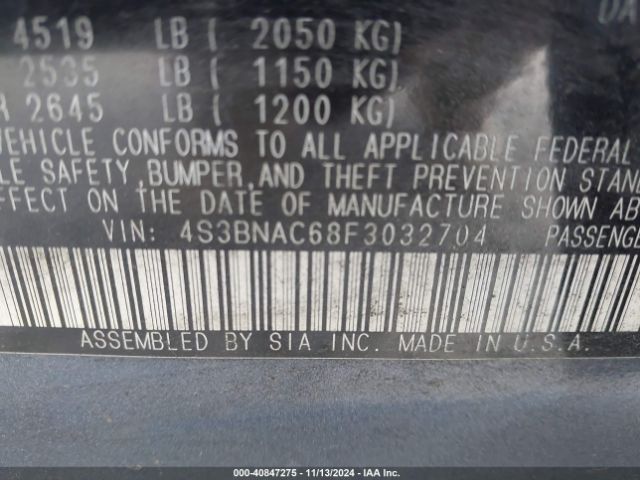 4519 LB ( 2050 KG)
2535 LB ( 1150 KG)
R 2645 LB ( 1200 KG)
VEHICLE CONFORMS TO ALL APPLICABLE FEDERAL
LE SAFETY, BUMPER, AND THEFT PREVENTION STAN
EFFECT ON THE DATE OF MANUFACTURE SHOWN AB
VIN: 4S3BNAC68F3032704 PASSENG
ASSEMBLED BY SIA INC. MADE IN U.S.A.
© - 40847275 - 11/13/2024 - IAA Inc.